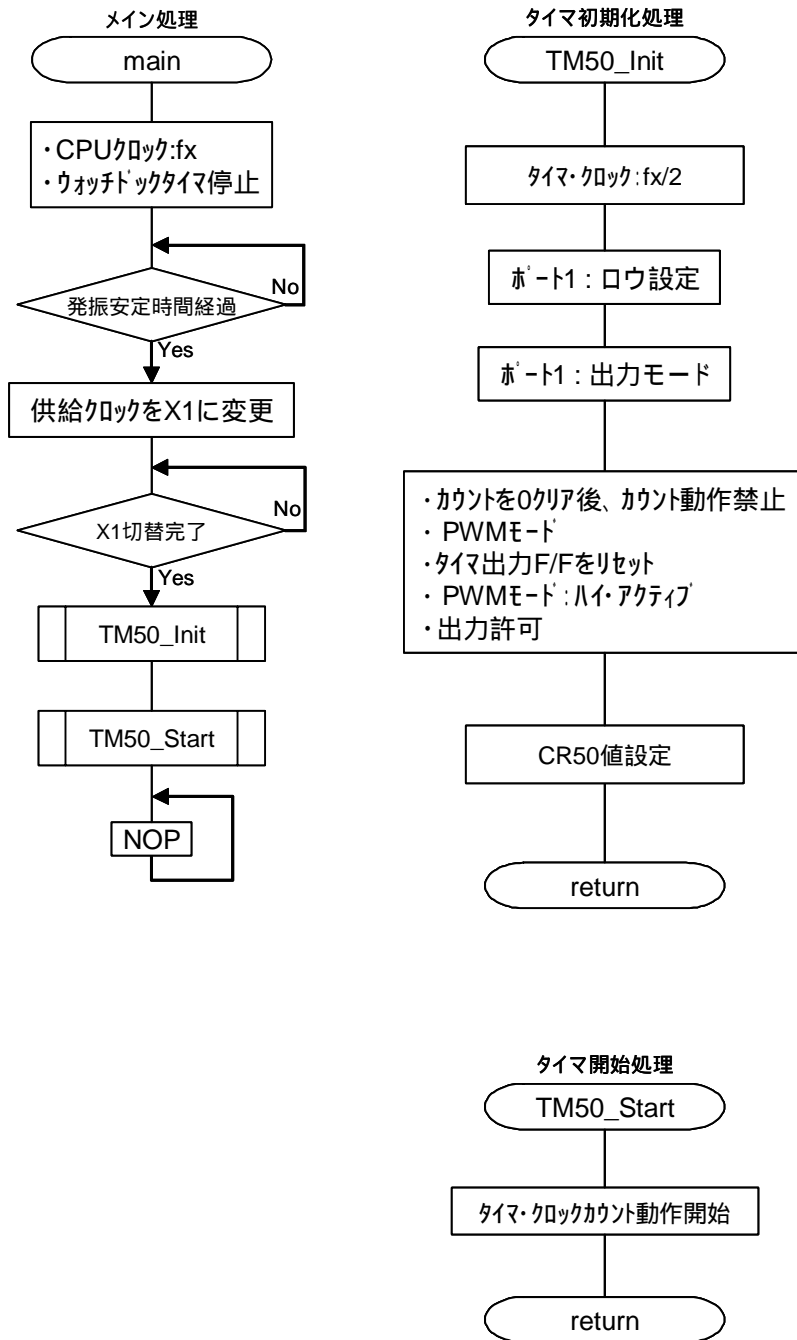 メイン処理
main
・CPUｸﾛｯｸ:fx
・ｳｫｯﾁﾄﾞｯｸﾀｲﾏ停止
No
発振安定時間経過
Yes
供給ｸﾛｯｸをX1に変更
No
X1切替完了
Yes
TM50_Init
TM50_Start
NOP
タイマ初期化処理
TM50_Init
ﾀｲﾏ･ｸﾛｯｸ:fx/2
ﾎﾟｰﾄ1：ロウ設定
ﾎﾟｰﾄ1：出力モード
・ｶｳﾝﾄを0ｸﾘｱ後、ｶｳﾝﾄ動作禁止
・PWMﾓｰﾄﾞ
・ﾀｲﾏ出力F/Fをﾘｾｯﾄ
・PWMﾓｰﾄﾞ:ﾊｲ･ｱｸﾃｨﾌﾞ
・出力許可
CR50値設定
return
タイマ開始処理
TM50_Start
ﾀｲﾏ･ｸﾛｯｸｶｳﾝﾄ動作開始
return